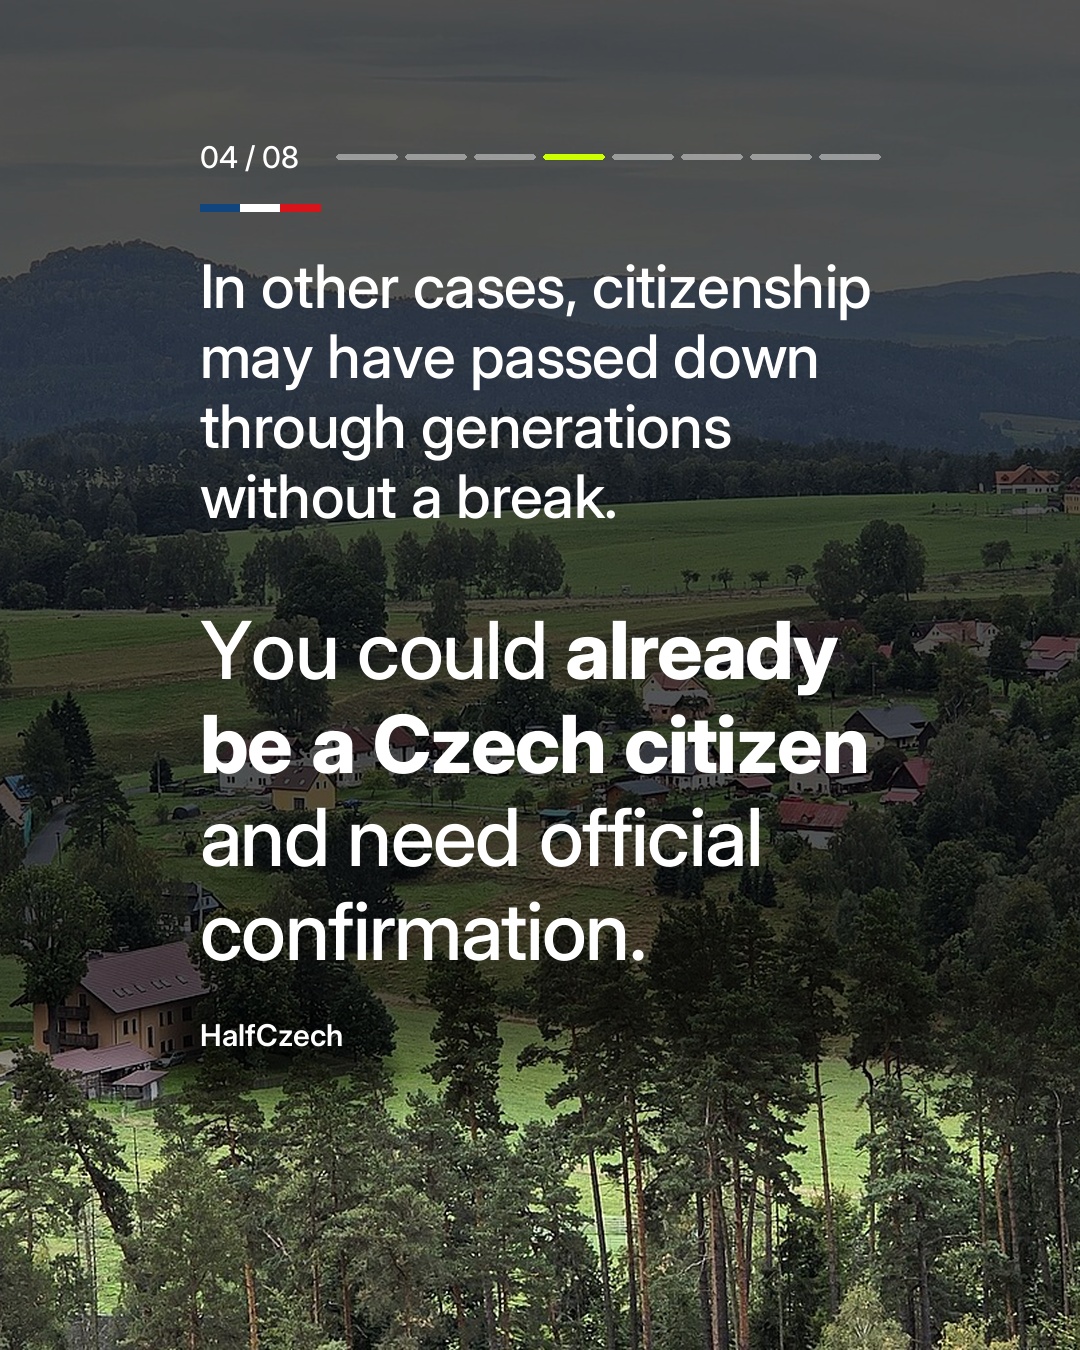 04 / 08
In other cases, citizenship
may have passed down
through generations
without a break.
You could already
be a Czech citizen
and need official
confirmation.
HalfCzech